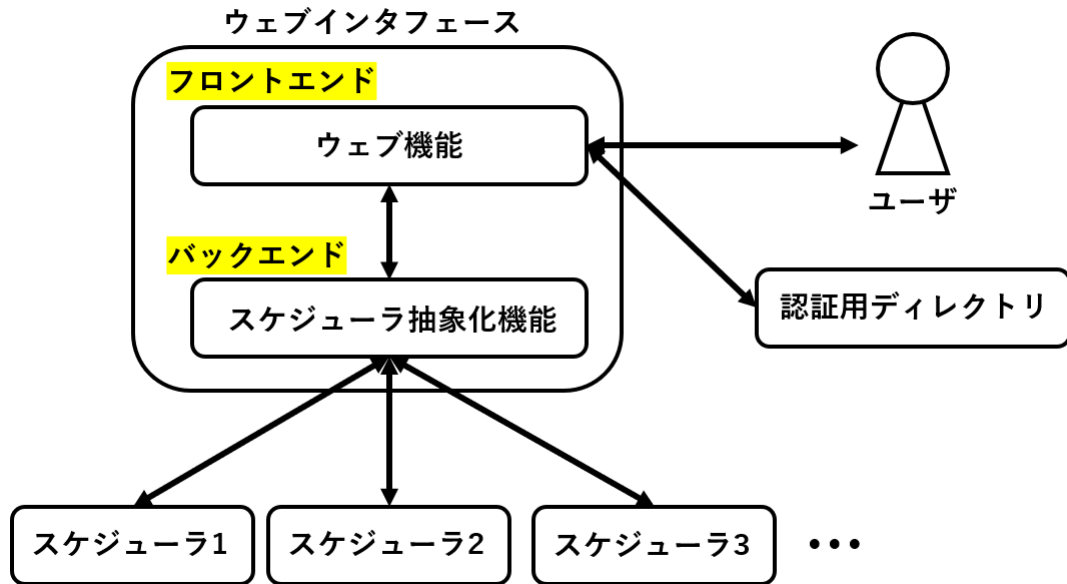 ウェブインタフェース
フロントエンド
ウェブ機能
ユーザ
バックエンド
スケジューラ抽象化機能
認証用ディレクトリ
スケジューラ1
スケジューラ2
スケジューラ3
•••